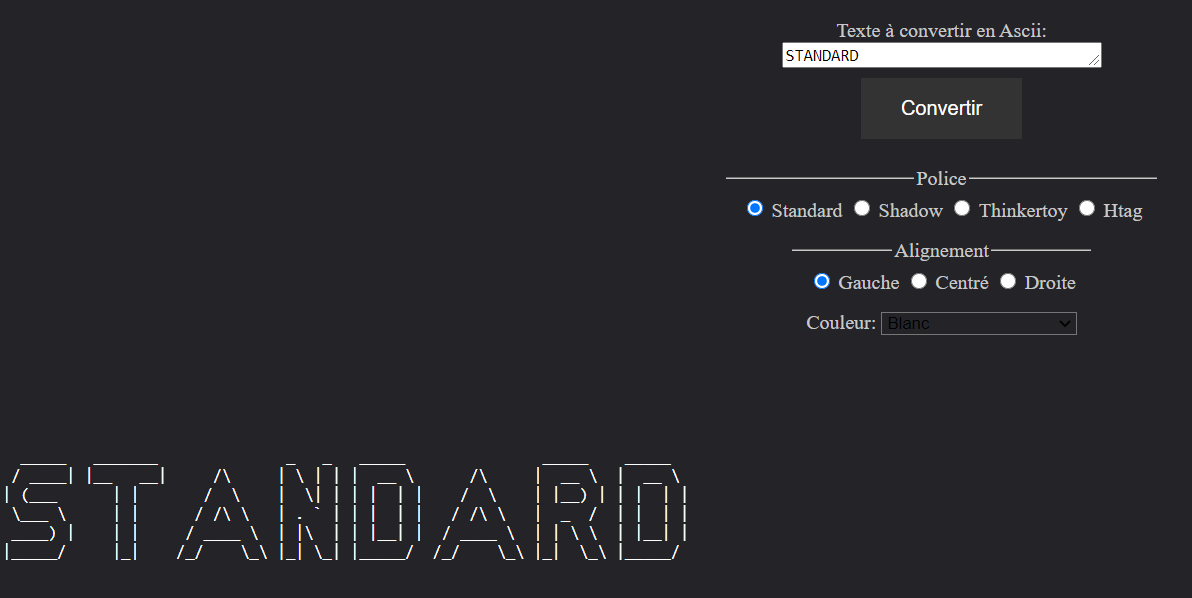 Texte à convertir en Ascii:
STANDARD
Convertir
Police
Standard Shadow Thinkertoy Htag
Alignement
Gauche Centré Droite
Couleur: Blanc
STANDARD